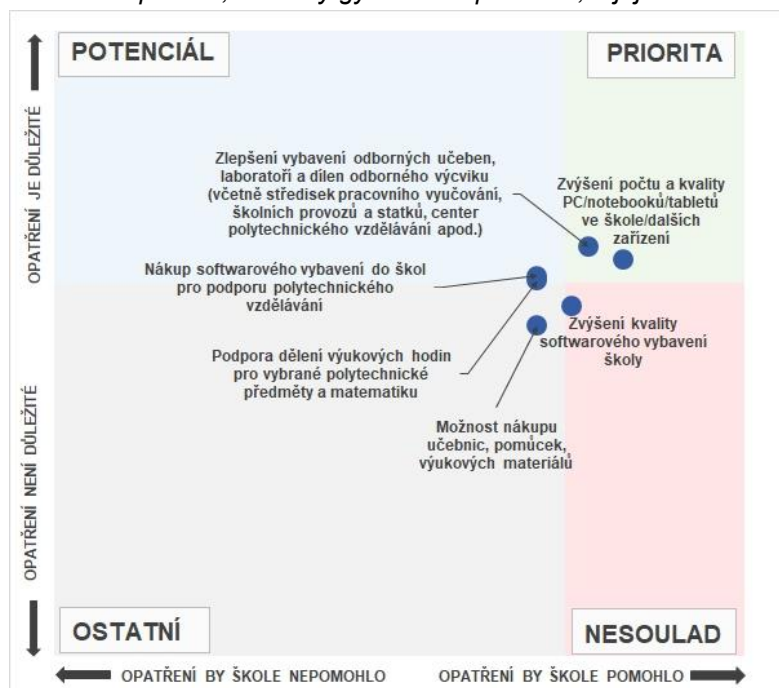 POTENCIÁL
PRIORITA
Zlepšení vybavení odborných učeben,
laboratoří a dílen odborného výcviku
(včetně středisek pracovního vyučování,
školních provozů a statků, center
polytechnického vzdělávání apod.)
Zvýšení počtu a kvality
PC/notebooků/tabletů
ve škole/dalších
zařízení
Nákup softwarového vybavení do škol
pro podporu polytechnického
vzdělávání
Zvýšení kvality
softwarového vybavení
školy
Podpora dělení výukových hodin
pro vybrané polytechnické
předměty a matematiku
Možnost nákupu
učebnic, pomůcek,
výukových materiálů
OSTATNÍ
NESOULAD
OPATŘENÍ JE DŮLEŽITÉ
OPATŘENÍ NENÍ DŮLEŽITÉ
OPATŘENÍ BY ŠKOLE NEPOMOHLO
OPATŘENÍ BY ŠKOLE POMOHLO